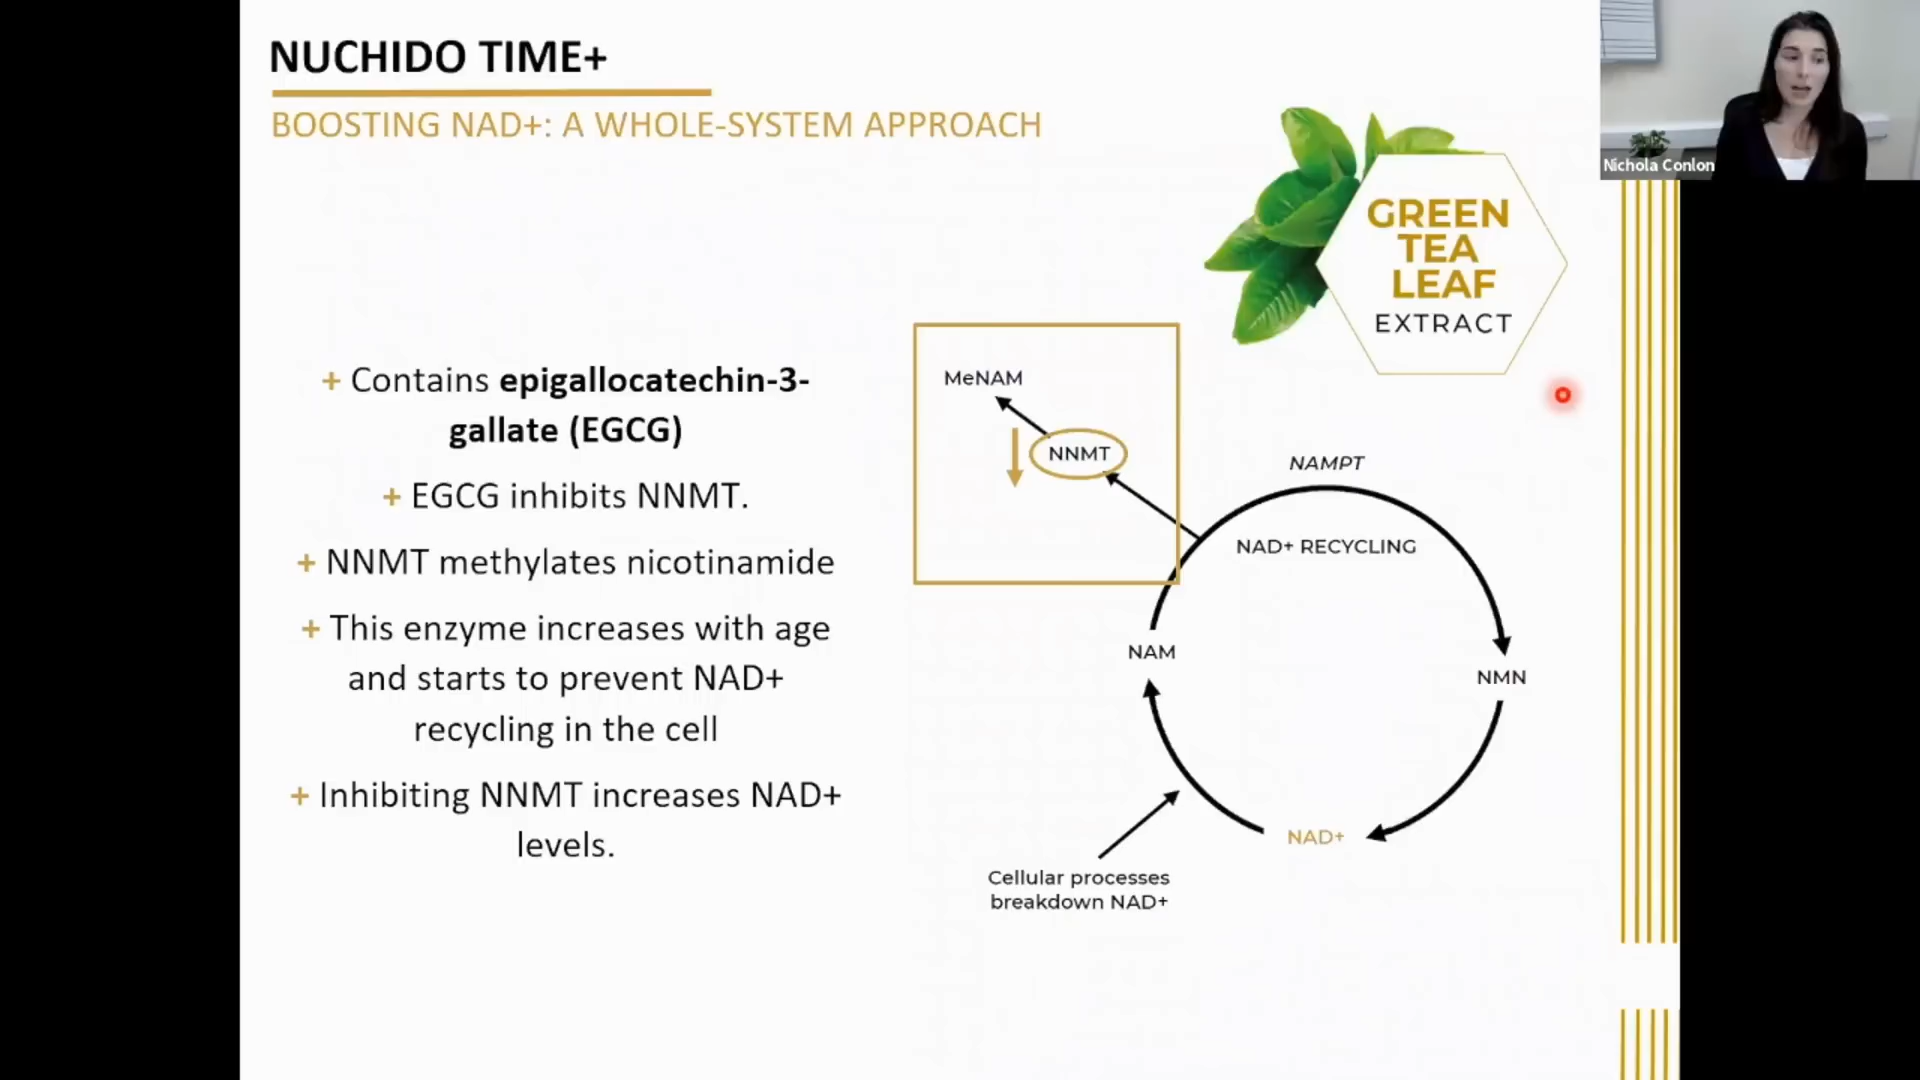 NUCHIDO TIME+
BOOSTING NAD+: A WHOLE-SYSTEM APPROACH
Nichola Conlon
GREEN
TEA
LEAF
EXTRACT
+ Contains epigallocatechin-3-
gallate (EGCG)
+ EGCG inhibits NNMT.
+ NNMT methylates nicotinamide
+ This enzyme increases with age
and starts to prevent NAD+
recycling in the cell
+ Inhibiting NNMT increases NAD+
levels.
MeNAM
NNMT
NAMPT
NAD+ RECYCLING
NAM
NMN
NAD+
Cellular processes
breakdown NAD+